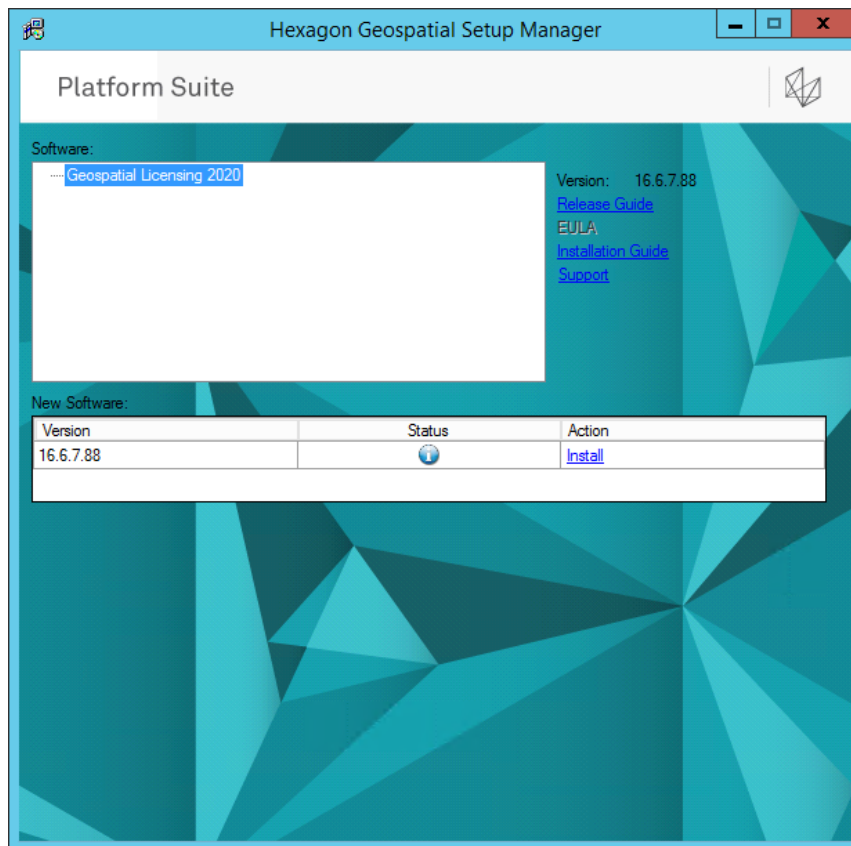 Hexagon Geospatial Setup Manager
Platform Suite
Software:
Geospatial Licensing 2020
Version: 16.6.7.88
Release Guide
EULA
Installation Guide
Support
New Software:
Version Status Action
16.6.7.88 Install